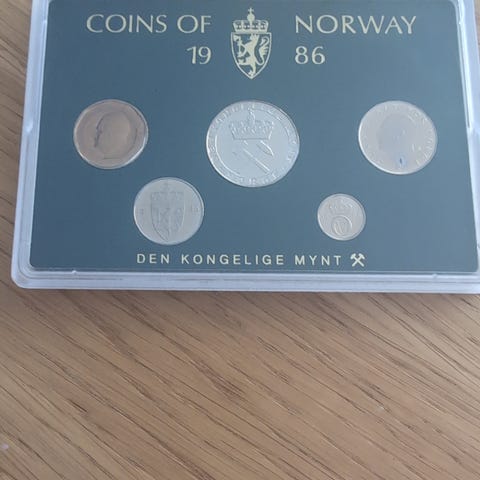 COINS OF NORWAY
19 86
DEN KONGELIGE MYNT